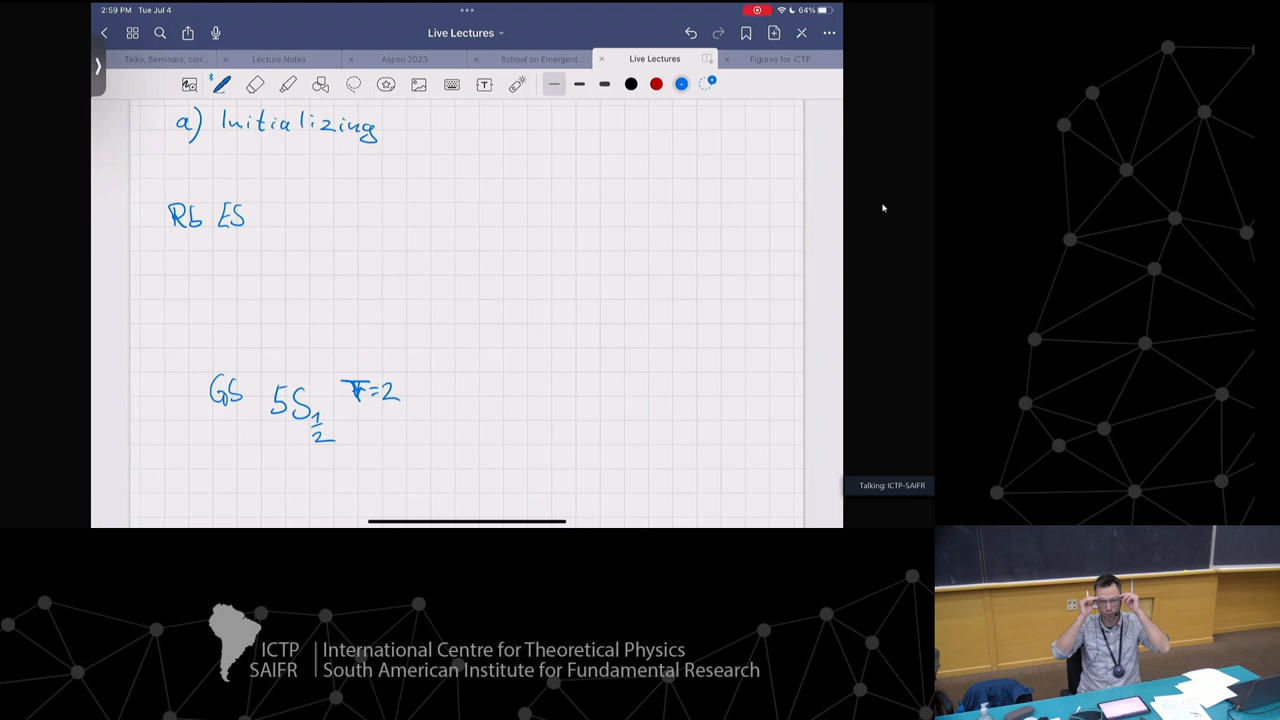 2:59 PM Tue Jul 4
64%
Live Lectures
Talks, Seminars, con...
Lecture Notes
Aspen 2023
School on Emergent...
Live Lectures
Figures for iCTP
a) Initializing
Rb ES
GS 5S 1/2 F=2
Talking: ICTP-SAIFR
ICTP | International Centre for Theoretical Physics
SAIFR | South American Institute for Fundamental Research